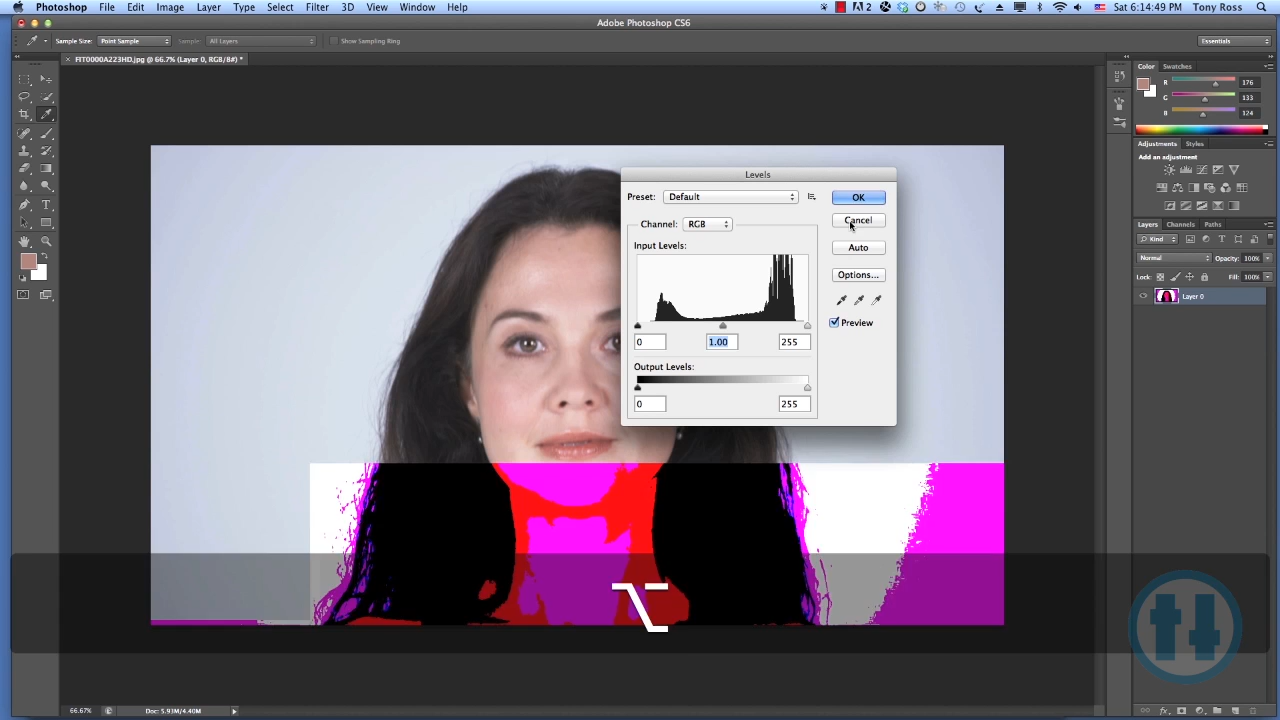 Photoshop File Edit Image Layer Type Select Filter 3D View Window Help
2 Sat 6:14:49 PM Tony Ross
Adobe Photoshop CS6
Sample Size: Point Sample Sample: All Layers Show Sampling Ring Essentials
× FIT0000A223HD.jpg @ 66.7% (Layer 0, RGB/8#) *
Color Swatches
R 176
G 133
B 124
Adjustments Styles
Add an adjustment
Layers Channels Paths
Kind
Normal Opacity: 100%
Lock: Fill: 100%
Layer 0
Levels
Preset: Default OK
Channel: RGB Cancel
Input Levels: Auto
Options...
Preview
0 1.00 255
Output Levels:
0 255
⌥
66.67% Doc: 5.93M/4.40M